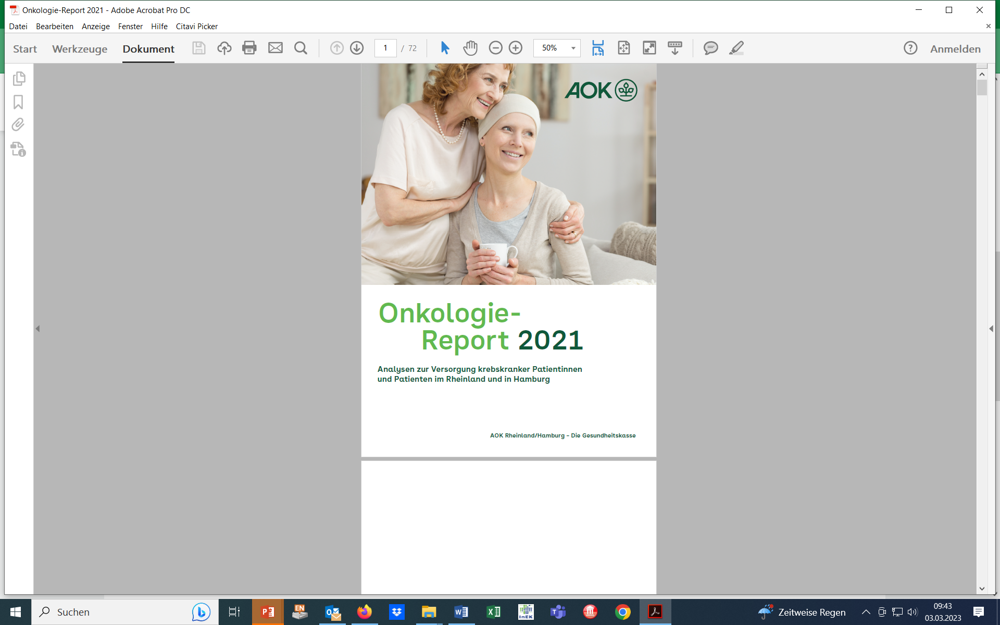 Onkologie-Report 2021 - Adobe Acrobat Pro DC
Datei Bearbeiten Anzeige Fenster Hilfe Citavi Picker
Start Werkzeuge Dokument 1 / 72 50% Anmelden
AOK
Onkologie-
Report 2021
Analysen zur Versorgung krebskranker Patientinnen
und Patienten im Rheinland und in Hamburg
AOK Rheinland/Hamburg – Die Gesundheitskasse
Suchen
EN
InEK
Zeitweise Regen
09:43
03.03.2023